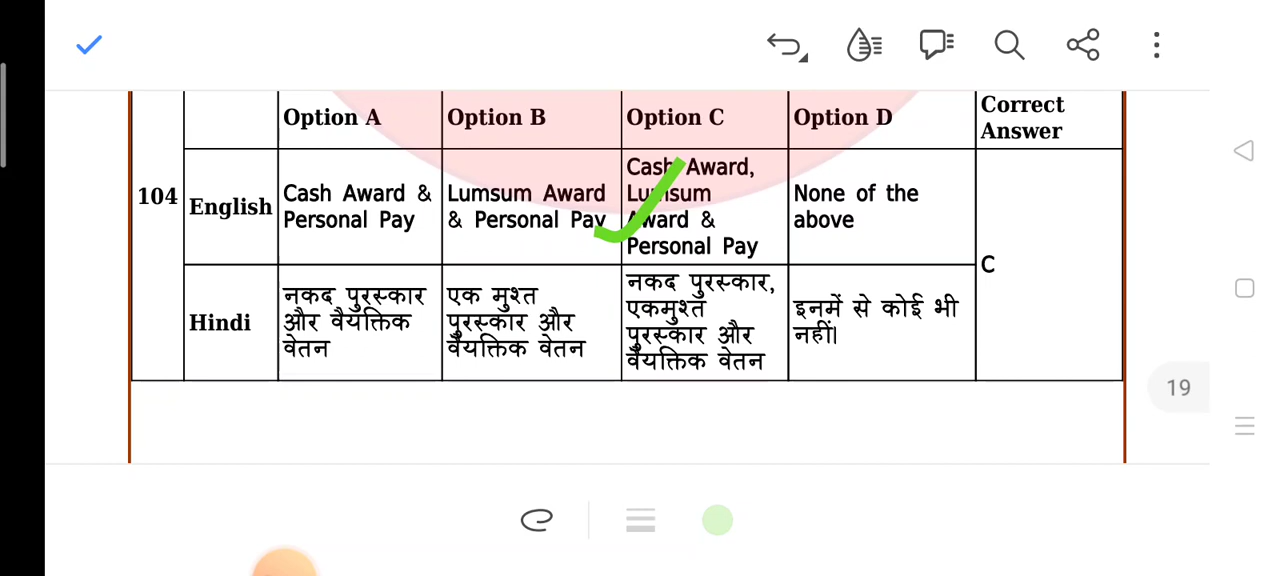 Option A Option B Option C Option D Correct
Answer
104 English Cash Award & Personal Pay
Lumsum Award & Personal Pay
Cash Award,
Lumsum
Award &
Personal Pay
None of the
above
C
Hindi नकद पुरस्कार
और वैयक्तिक
वेतन
एक मुश्त
पुरस्कार और
वैयक्तिक वेतन
नकद पुरस्कार,
एकमुश्त
पुरस्कार और
वैयक्तिक वेतन
इनमें से कोई भी
नहीं।
19